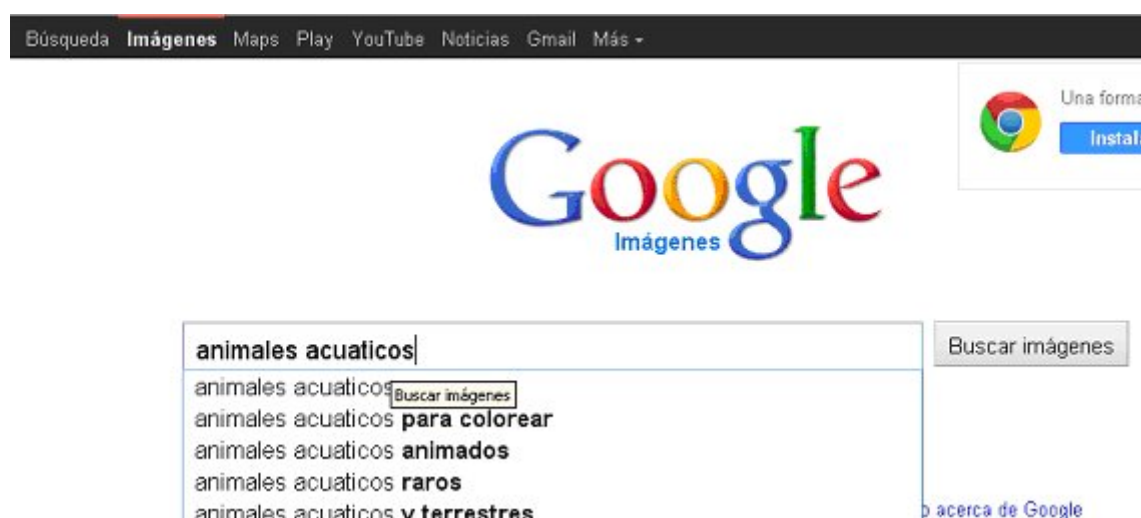 Búsqueda Imágenes Maps Play YouTube Noticias Gmail Más
Una forma
Instal
Google
Imágenes
animales acuaticos
Buscar imágenes
animales acuaticos
Buscar imágenes
animales acuaticos para colorear
animales acuaticos animados
animales acuaticos raros
animales acuaticos y terrestres
acerca de Google